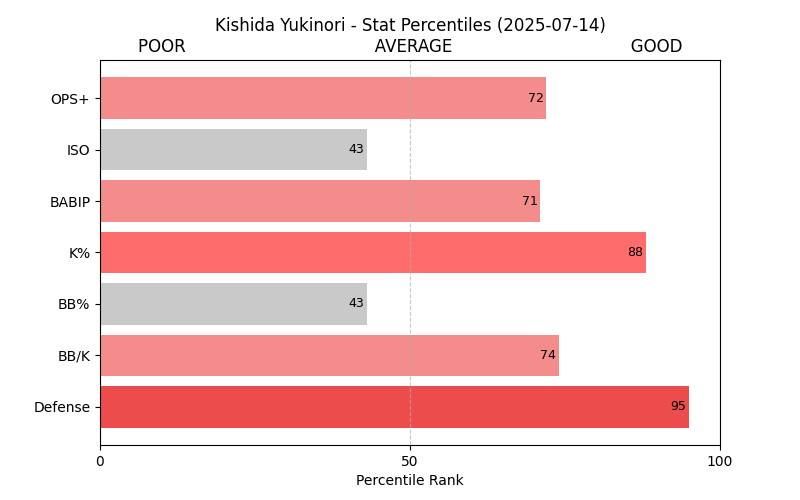 Kishida Yukinori - Stat Percentiles (2025-07-14)
POOR AVERAGE GOOD
OPS+ 72
ISO 43
BABIP 71
K% 88
BB% 43
BB/K 74
Defense 95
0 50 100
Percentile Rank